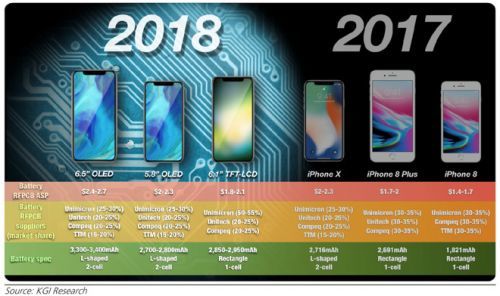 2018
2017
6.5" OLED
5.8" OLED
6.1" TFT-LCD
iPhone X
iPhone 8 Plus
iPhone 8
Battery
RFPCB ASP
$2.4-2.7
$2-2.3
$1.8-2.1
$2-2.3
$1.7-2
$1.4-1.7
Battery
RFPCB
suppliers
(market share)
Unimicron (25-30%)
Unitech (20-25%)
Compeq (20-25%)
TTM (15-20%)
Unimicron (25-30%)
Unitech (20-25%)
Compeq (20-25%)
TTM (15-20%)
Unimicron (50-55%)
Unitech (20-25%)
Compeq (20-25%)
Unimicron (25-30%)
Unitech (20-25%)
Compeq (20-25%)
TTM (15-20%)
Unimicron (30-35%)
Unitech (30-35%)
Compeq (30-35%)
Unimicron (30-35%)
Unitech (30-35%)
Compeq (30-35%)
Battery spec
3,300-3,400mAh
L-shaped
2-cell
2,700-2,800mAh
L-shaped
2-cell
2,850-2,950mAh
Rectangle
1-cell
2,716mAh
L-shaped
2-cell
2,691mAh
Rectangle
1-cell
1,821mAh
Rectangle
1-cell
Source: KGI Research